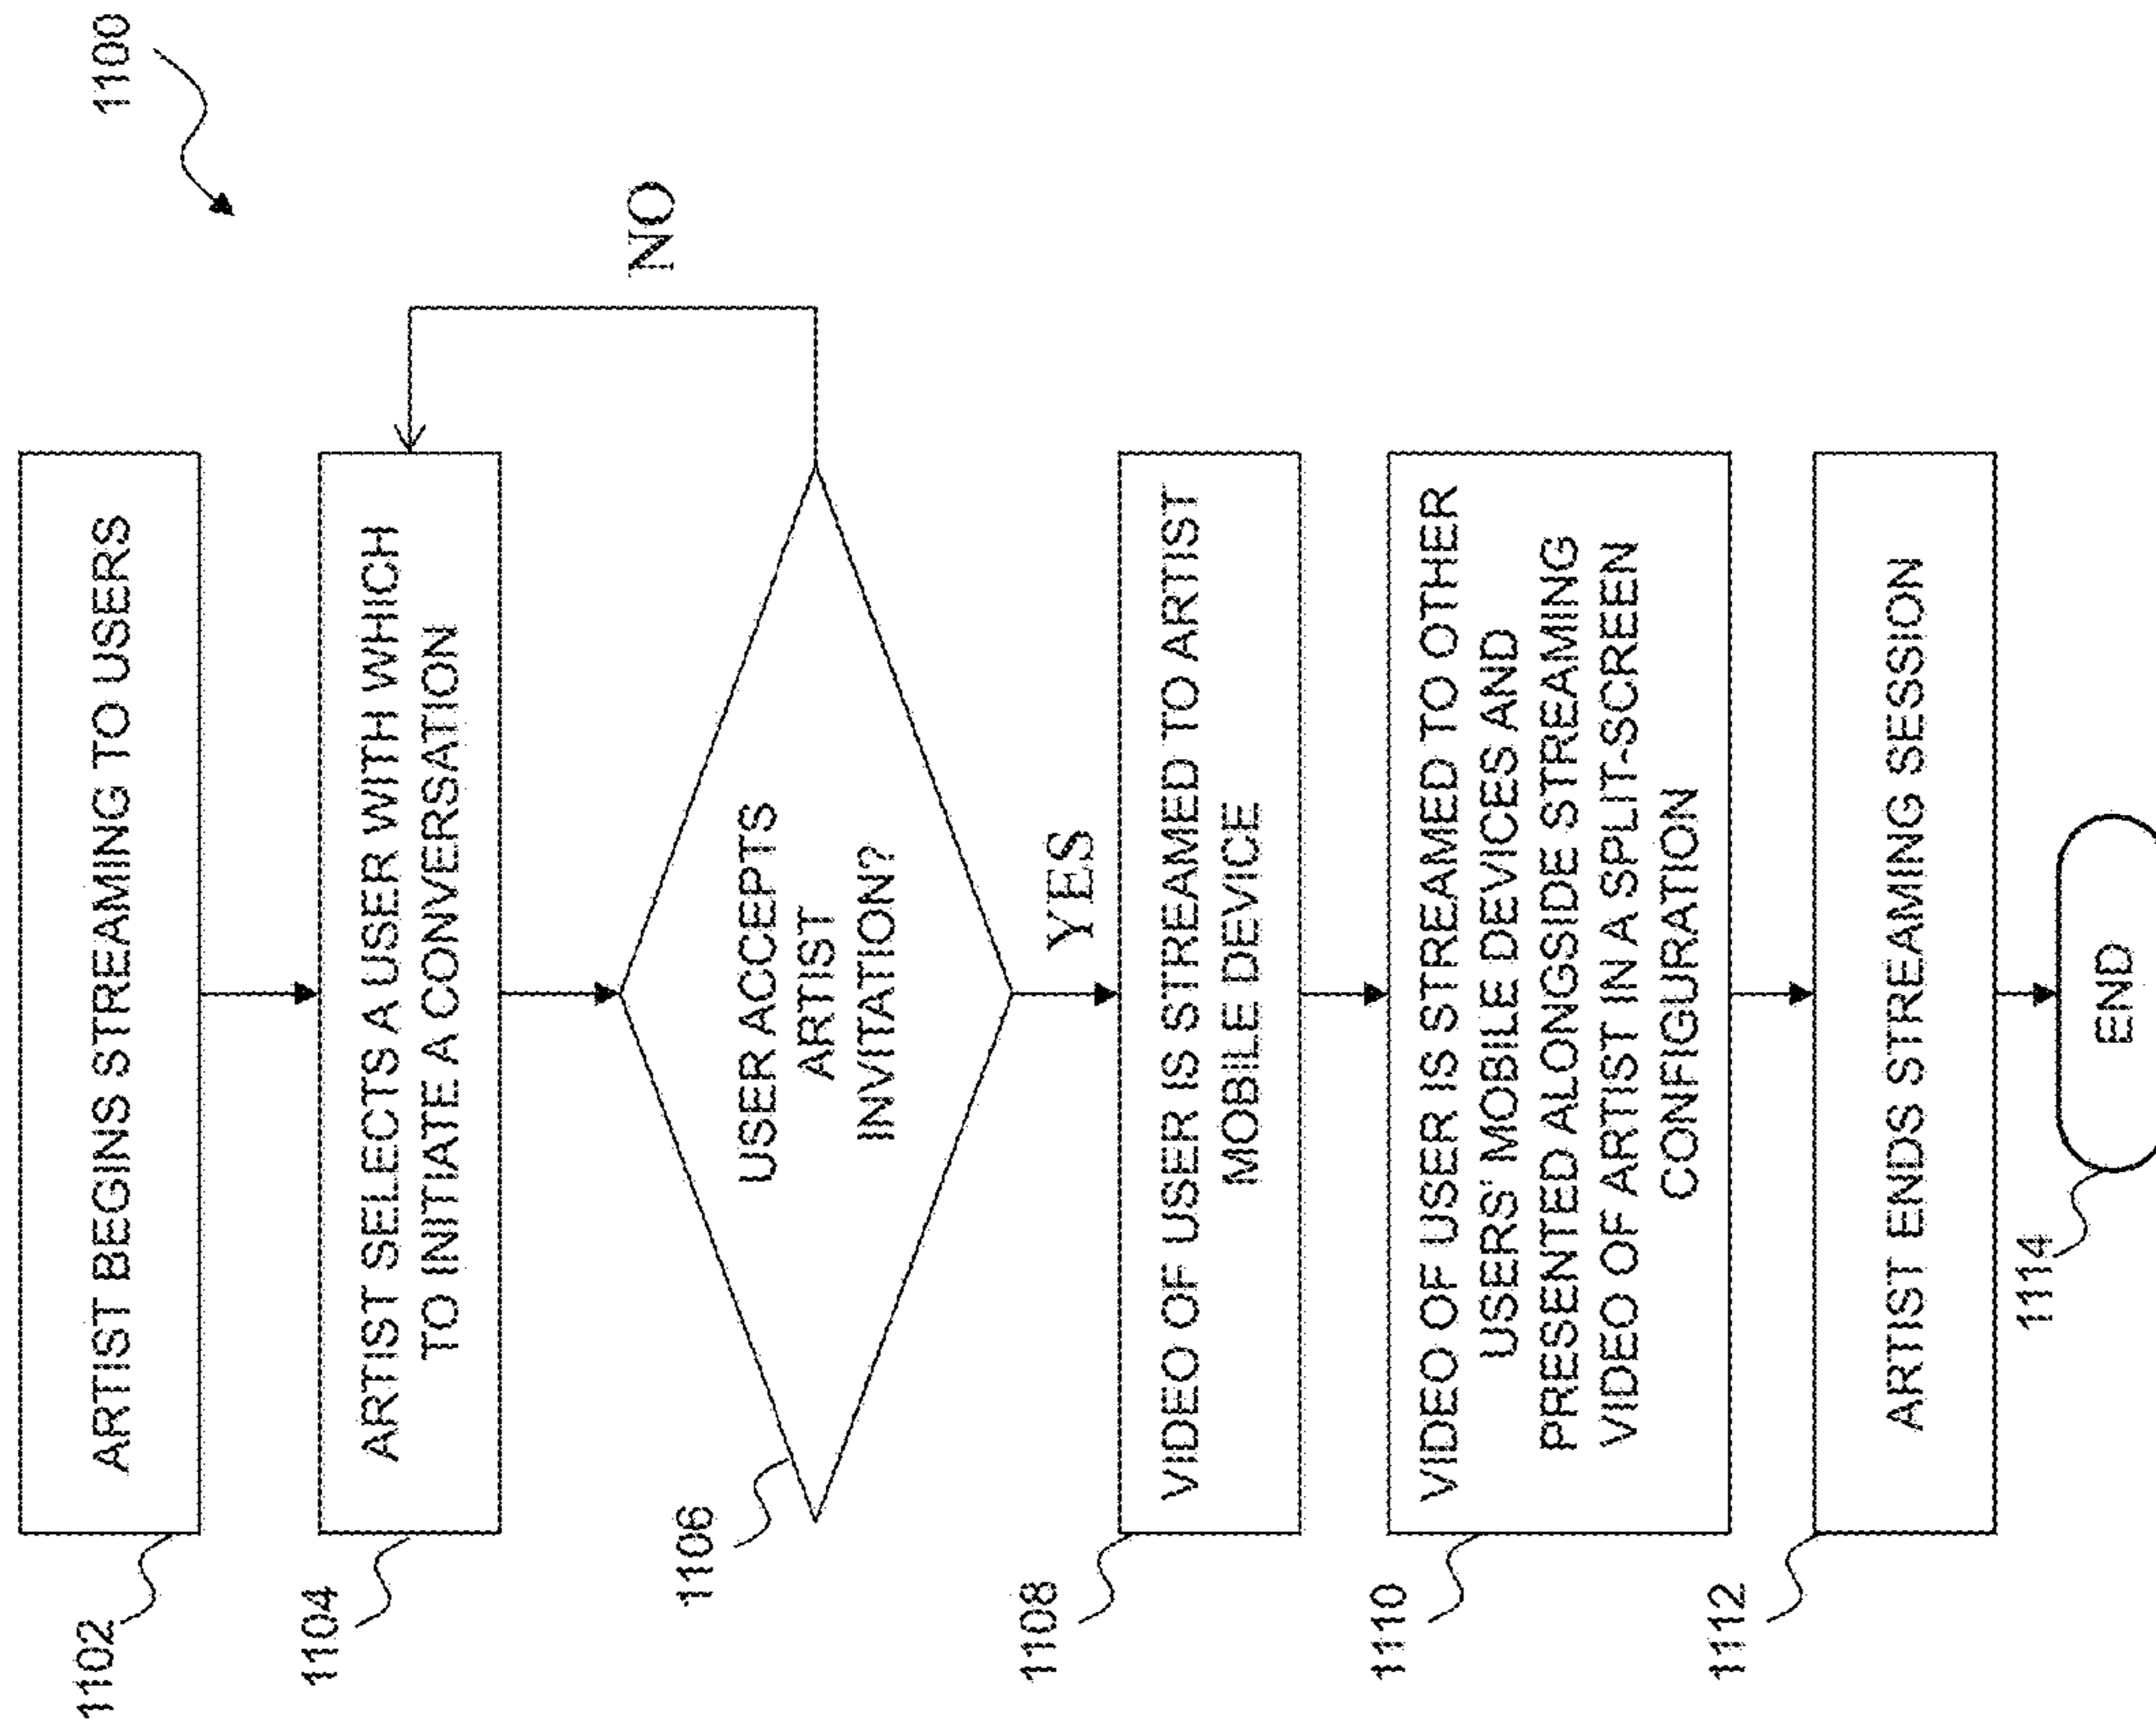 1100
1102
ARTIST BEGINS STREAMING TO USERS
1104
ARTIST SELECTS A USER WITH WHICH
TO INITIATE A CONVERSATION
1106
USER ACCEPTS
ARTIST
INVITATION?
NO
YES
1108
VIDEO OF USER IS STREAMED TO ARTIST
MOBILE DEVICE
1110
VIDEO OF USER IS STREAMED TO OTHER
USERS' MOBILE DEVICES AND
PRESENTED ALONGSIDE STREAMING
VIDEO OF ARTIST IN A SPLIT-SCREEN
CONFIGURATION
1112
ARTIST ENDS STREAMING SESSION
1114
END